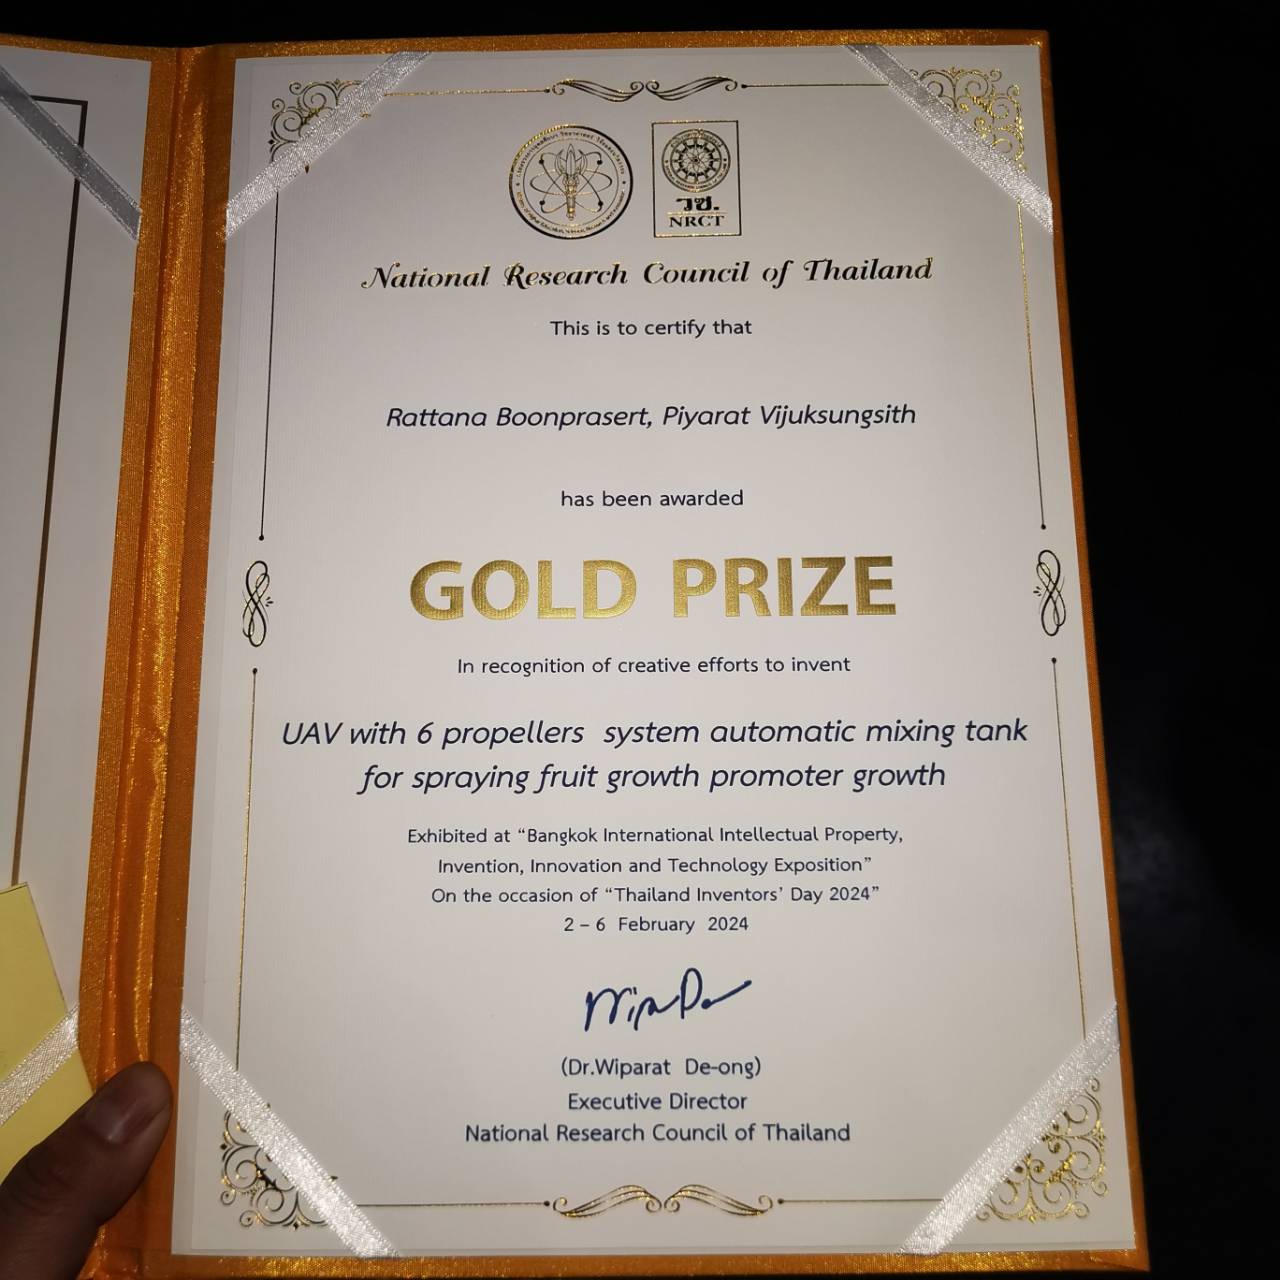 วช.
NRCT
National Research Council of Thailand
This is to certify that
Rattana Boonprasert, Piyarat Vijuksungsith
has been awarded
GOLD PRIZE
In recognition of creative efforts to invent
UAV with 6 propellers system automatic mixing tank
for spraying fruit growth promoter growth
Exhibited at “Bangkok International Intellectual Property,
Invention, Innovation and Technology Exposition”
On the occasion of “Thailand Inventors’ Day 2024”
2 – 6 February 2024
(Dr.Wiparat De-ong)
Executive Director
National Research Council of Thailand